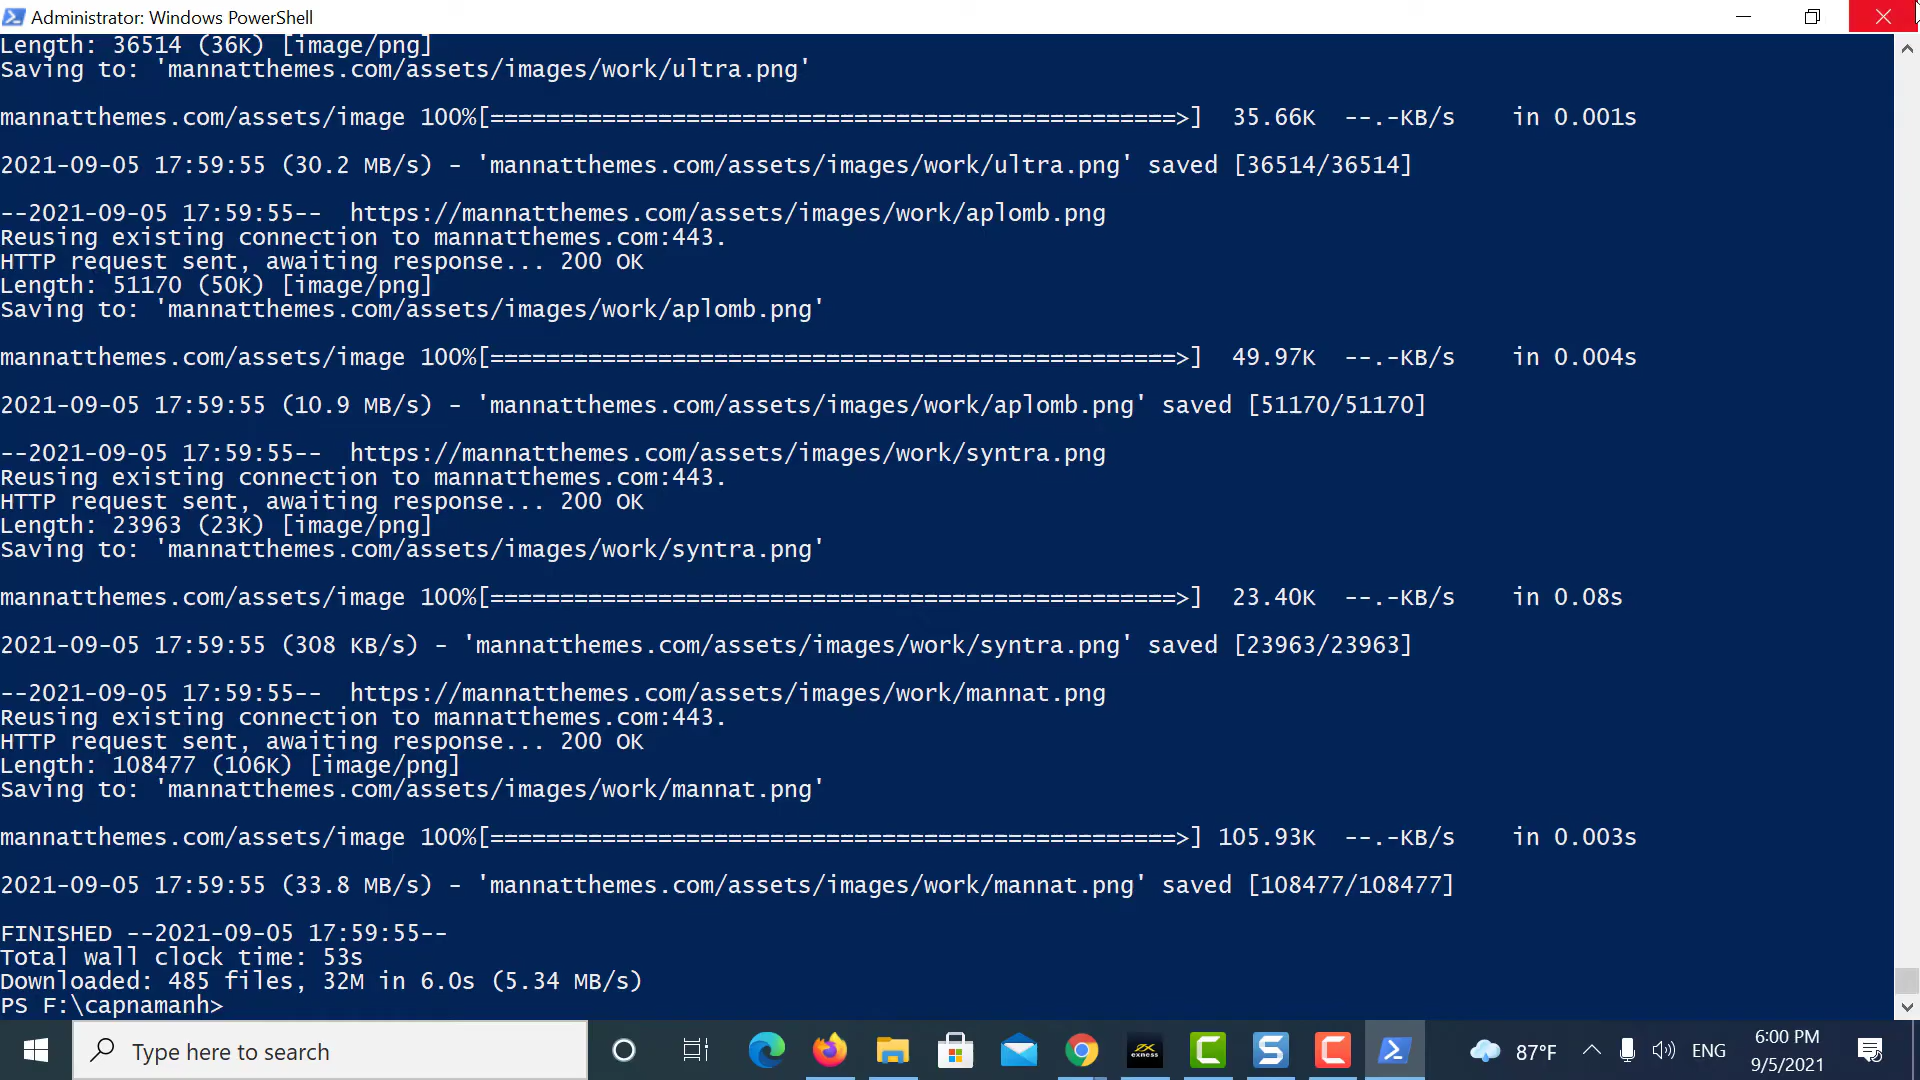 Administrator: Windows PowerShell
Length: 36514 (36K) [image/png]
Saving to: 'mannatthemes.com/assets/images/work/ultra.png'
mannatthemes.com/assets/image 100%[=================================================>]  35.66K  --.-KB/s    in 0.001s
2021-09-05 17:59:55 (30.2 MB/s) - 'mannatthemes.com/assets/images/work/ultra.png' saved [36514/36514]
--2021-09-05 17:59:55--  https://mannatthemes.com/assets/images/work/aplomb.png
Reusing existing connection to mannatthemes.com:443.
HTTP request sent, awaiting response... 200 OK
Length: 51170 (50K) [image/png]
Saving to: 'mannatthemes.com/assets/images/work/aplomb.png'
mannatthemes.com/assets/image 100%[=================================================>]  49.97K  --.-KB/s    in 0.004s
2021-09-05 17:59:55 (10.9 MB/s) - 'mannatthemes.com/assets/images/work/aplomb.png' saved [51170/51170]
--2021-09-05 17:59:55--  https://mannatthemes.com/assets/images/work/syntra.png
Reusing existing connection to mannatthemes.com:443.
HTTP request sent, awaiting response... 200 OK
Length: 23963 (23K) [image/png]
Saving to: 'mannatthemes.com/assets/images/work/syntra.png'
mannatthemes.com/assets/image 100%[=================================================>]  23.40K  --.-KB/s    in 0.08s
2021-09-05 17:59:55 (308 KB/s) - 'mannatthemes.com/assets/images/work/syntra.png' saved [23963/23963]
--2021-09-05 17:59:55--  https://mannatthemes.com/assets/images/work/mannat.png
Reusing existing connection to mannatthemes.com:443.
HTTP request sent, awaiting response... 200 OK
Length: 108477 (106K) [image/png]
Saving to: 'mannatthemes.com/assets/images/work/mannat.png'
mannatthemes.com/assets/image 100%[=================================================>] 105.93K  --.-KB/s    in 0.003s
2021-09-05 17:59:55 (33.8 MB/s) - 'mannatthemes.com/assets/images/work/mannat.png' saved [108477/108477]
FINISHED --2021-09-05 17:59:55--
Total wall clock time: 53s
Downloaded: 485 files, 32M in 6.0s (5.34 MB/s)
PS F:\capnamanh>
Type here to search
exness
87°F
ENG
6:00 PM
9/5/2021